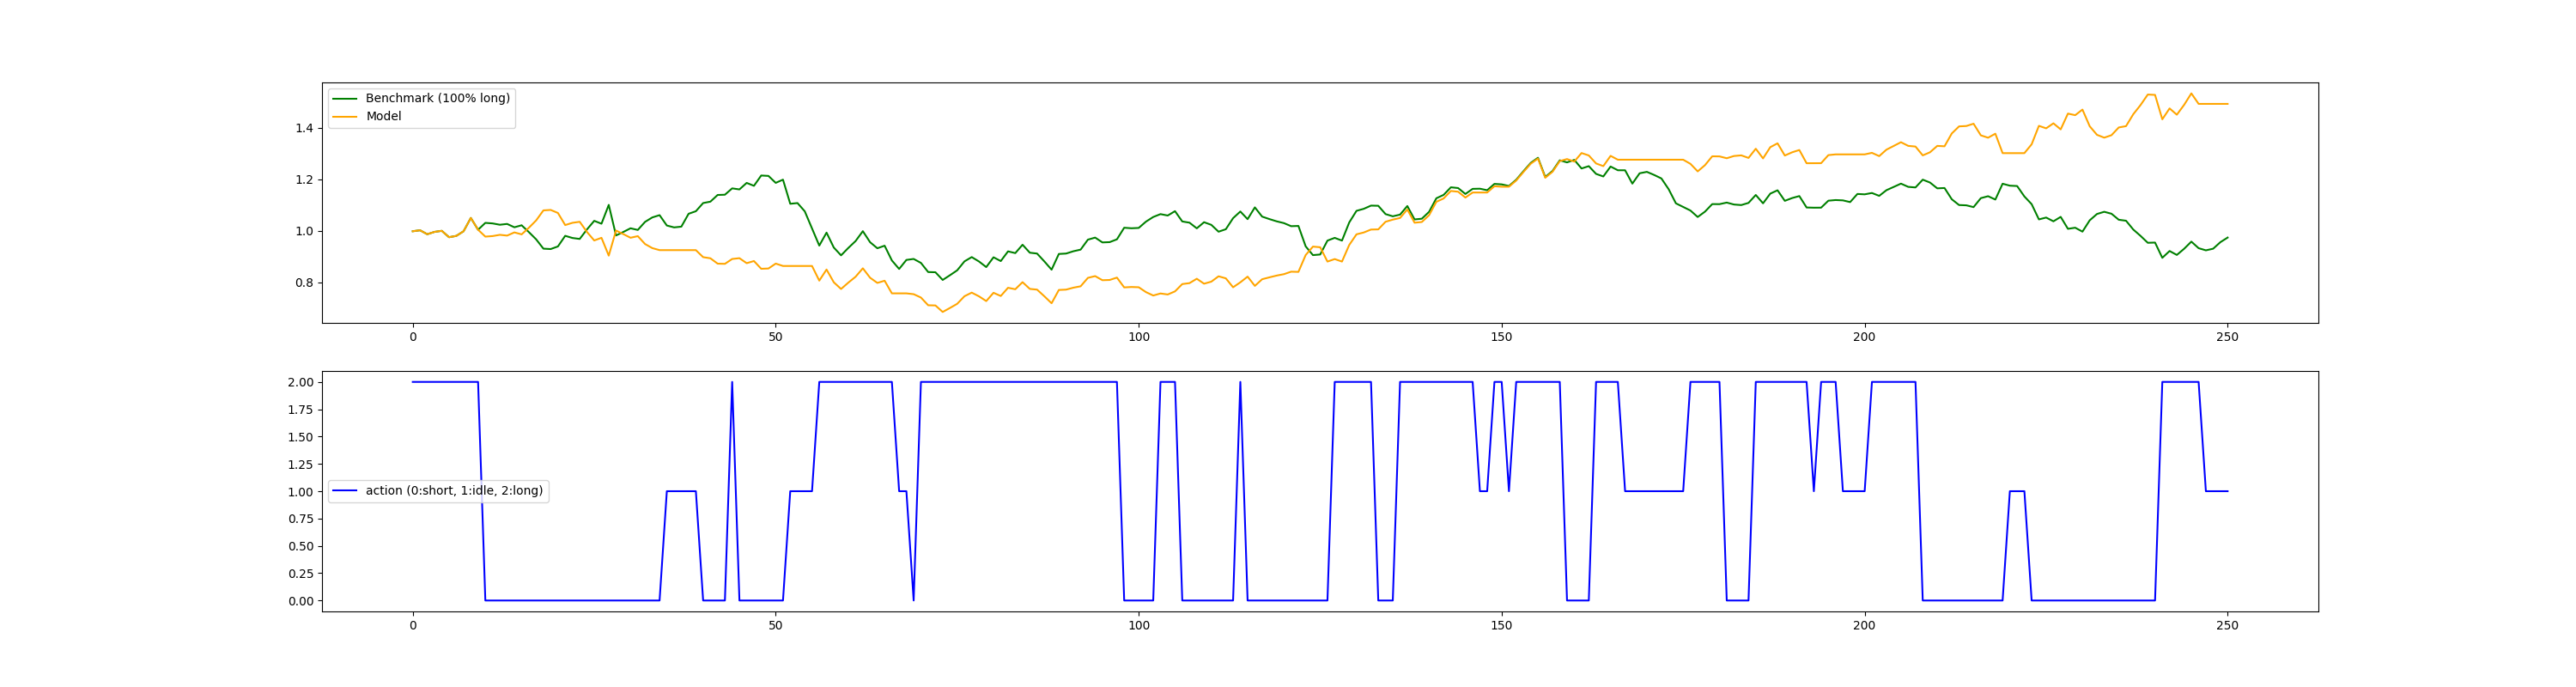 Benchmark (100% long)
Model
1.4
1.2
1.0
0.8
0 50 100 150 200 250
2.00
1.75
1.50
1.25
1.00
0.75
0.50
0.25
0.00
action (0:short, 1:idle, 2:long)
0 50 100 150 200 250